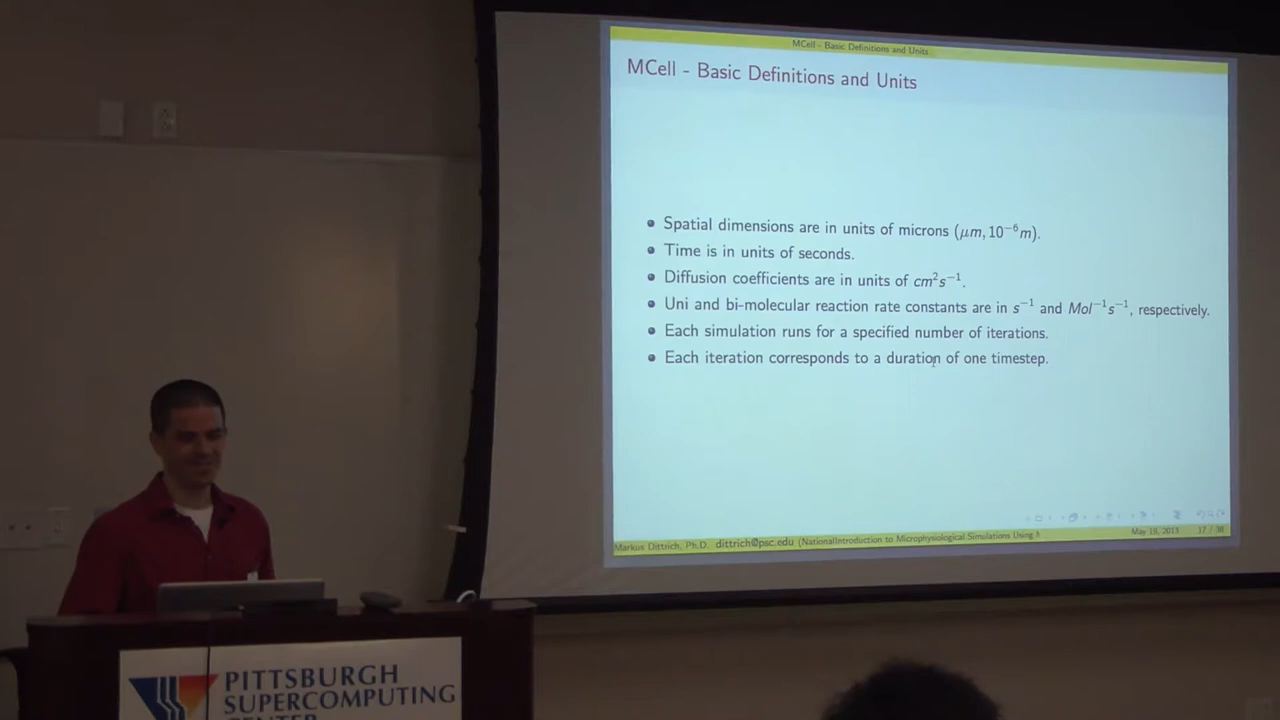 MCell - Basic Definitions and Units
MCell - Basic Definitions and Units
Spatial dimensions are in units of microns (μm, 10⁻⁶m).
Time is in units of seconds.
Diffusion coefficients are in units of cm²s⁻¹.
Uni and bi-molecular reaction rate constants are in s⁻¹ and Mol⁻¹s⁻¹, respectively.
Each simulation runs for a specified number of iterations.
Each iteration corresponds to a duration of one timestep.
Markus Dittrich, Ph.D. dittrich@psc.edu (NationalIntroduction to Microphysiological Simulations Using M
May 19, 2013
17 / 38
PITTSBURGH
SUPERCOMPUTING
CENTER